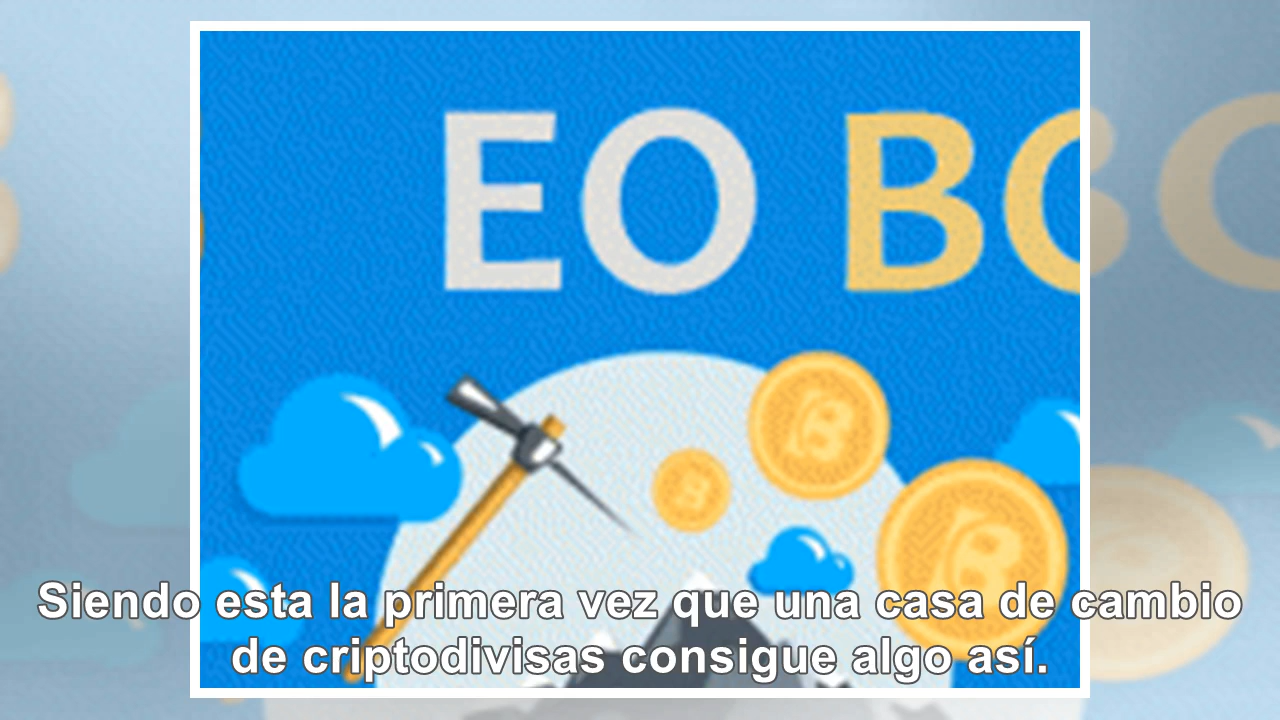 EO BC
Siendo esta la primera vez que una casa de cambio
de criptodivisas consigue algo así.